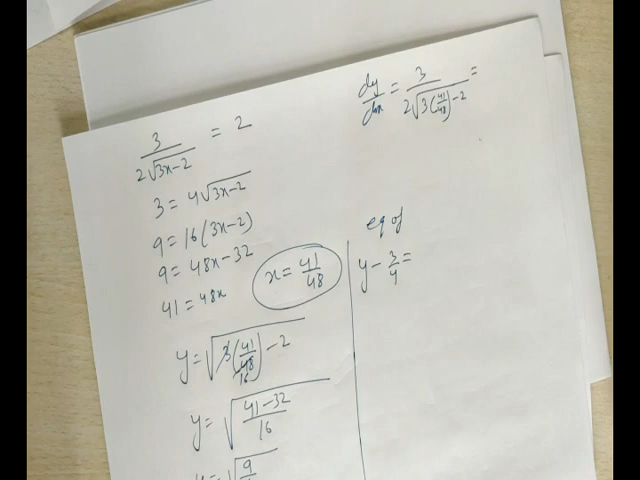 3/(2√(3x-2)) = 2
3 = 4√(3x-2)
9 = 16(3x-2)
9 = 48x-32
41 = 48x
x = 41/48
y = √(3(41/48)-2)
16
y = √((41-32)/16)
y = √(9/
dy/dx = 3/(2√(3(41/48)-2)) =
eq of
y - 3/4 =